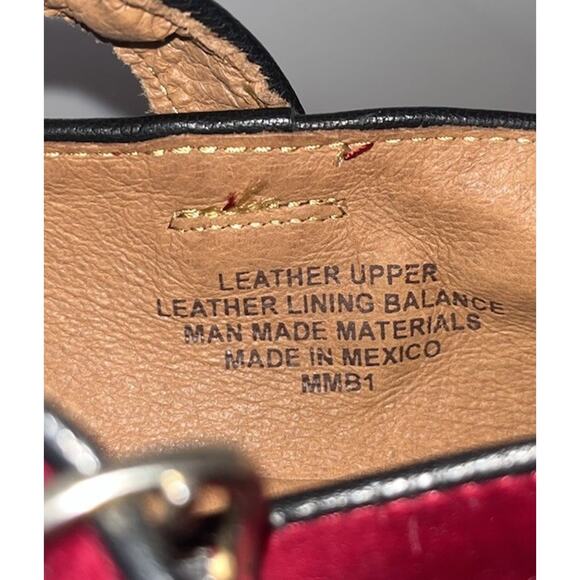 LEATHER UPPER
LEATHER LINING BALANCE
MAN MADE MATERIALS
MADE IN MEXICO
MMB1